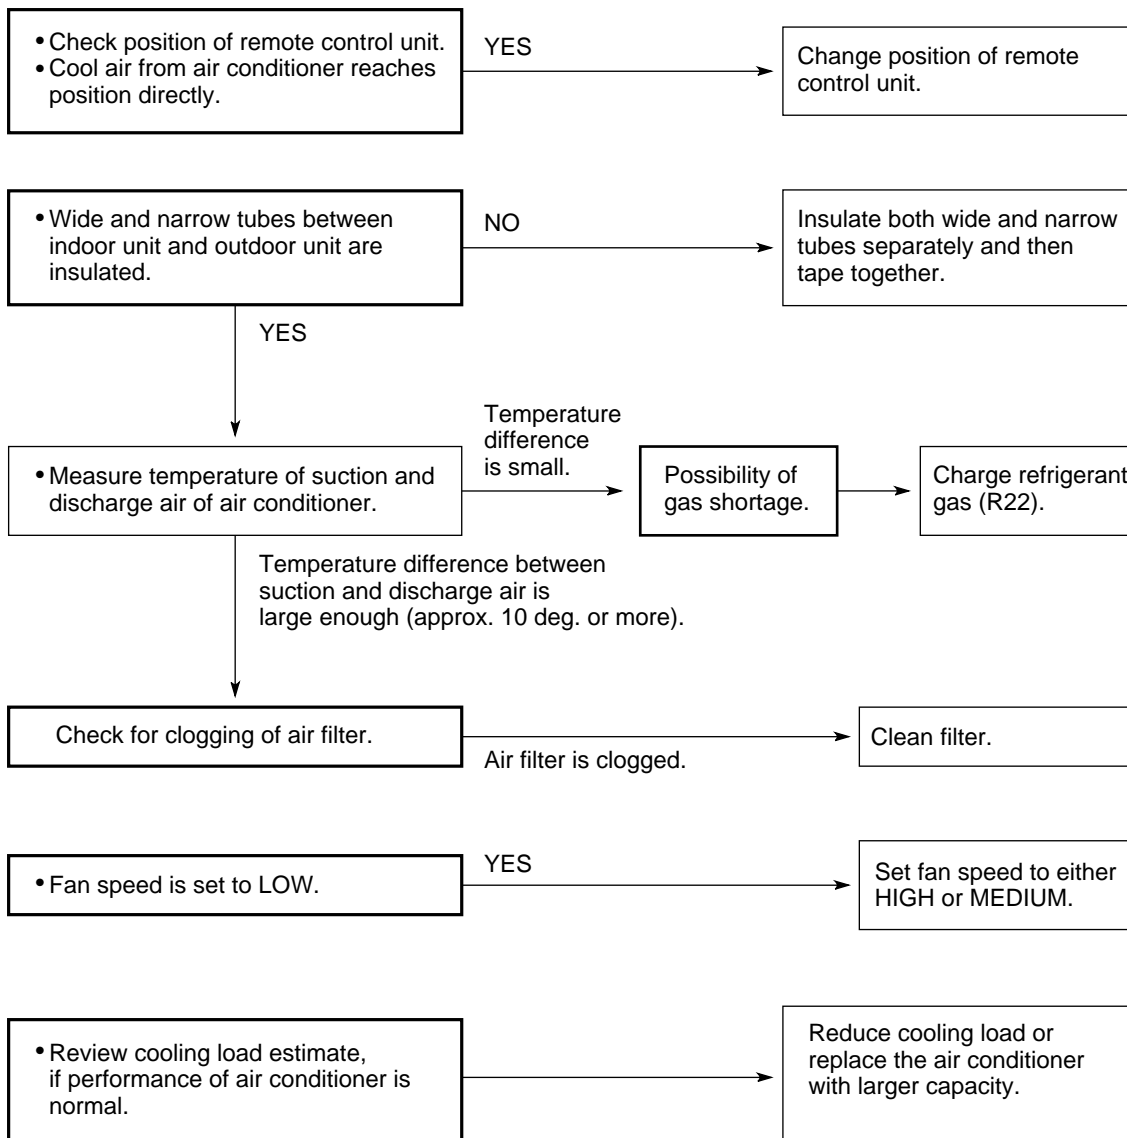 • Check position of remote control unit.
• Cool air from air conditioner reaches
position directly.
YES
Change position of remote
control unit.
• Wide and narrow tubes between
indoor unit and outdoor unit are
insulated.
NO
Insulate both wide and narrow
tubes separately and then
tape together.
YES
• Measure temperature of suction and
discharge air of air conditioner.
Temperature
difference
is small.
Possibility of
gas shortage.
Charge refrigerant
gas (R22).
Temperature difference between
suction and discharge air is
large enough (approx. 10 deg. or more).
Check for clogging of air filter.
Air filter is clogged.
Clean filter.
• Fan speed is set to LOW.
YES
Set fan speed to either
HIGH or MEDIUM.
• Review cooling load estimate,
if performance of air conditioner is
normal.
Reduce cooling load or
replace the air conditioner
with larger capacity.